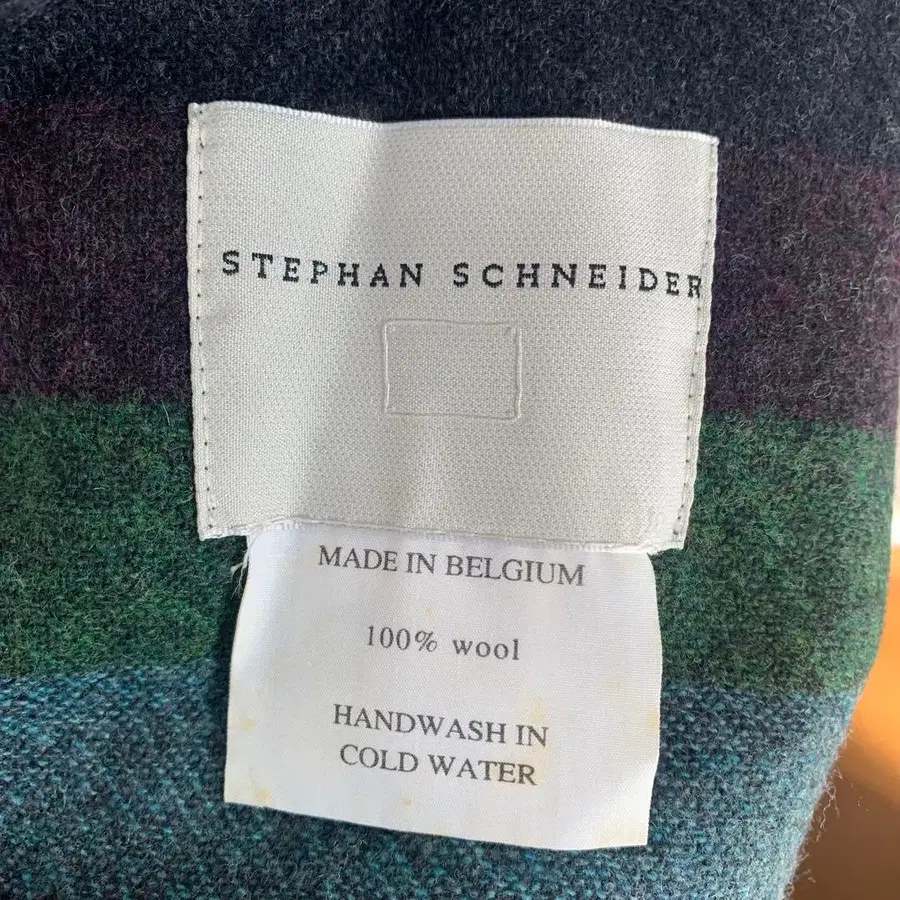 STEPHAN SCHNEIDER
MADE IN BELGIUM
100% wool
HANDWASH IN
COLD WATER